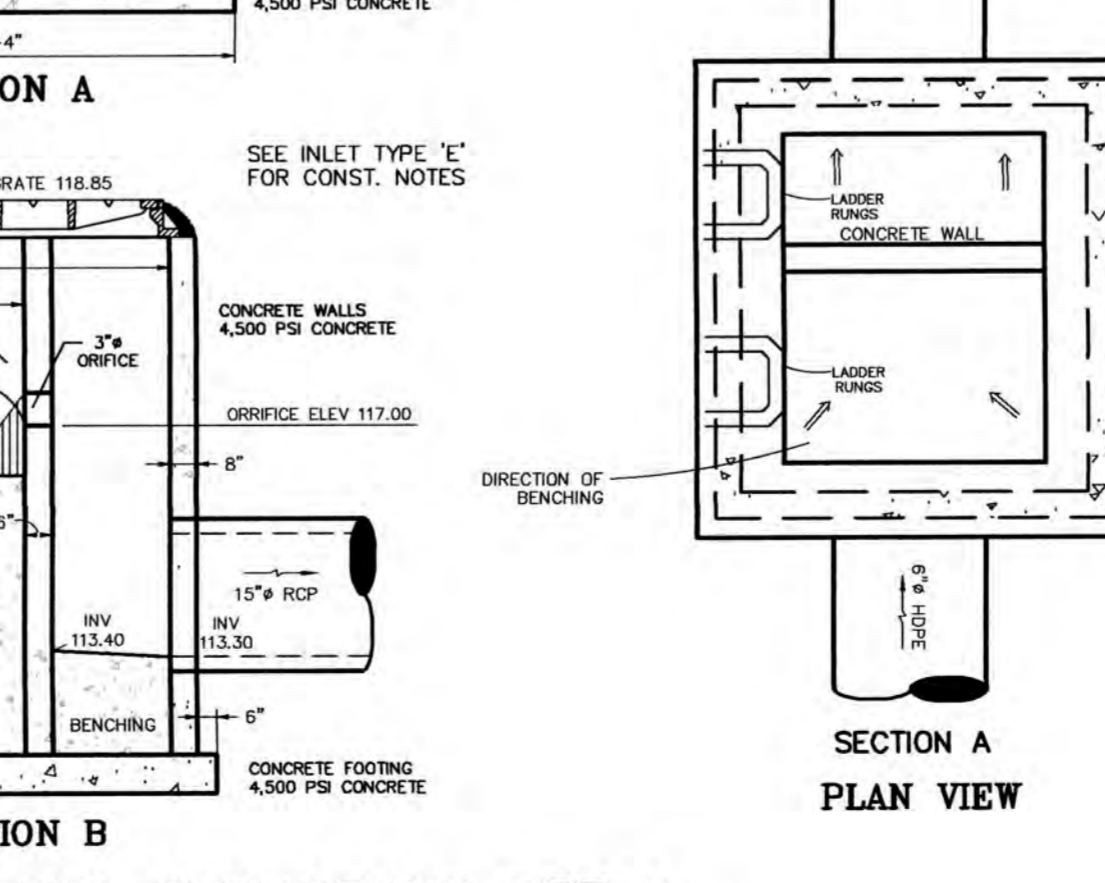 4,500 PSI CONCRETE
4"
ON A
SEE INLET TYPE 'E'
FOR CONST. NOTES
RATE 118.85
CONCRETE WALLS
4,500 PSI CONCRETE
3"ø
ORIFICE
ORRIFICE ELEV 117.00
8"
6"
15"ø RCP
INV
113.40
INV
113.30
BENCHING
6"
CONCRETE FOOTING
4,500 PSI CONCRETE
ION B
LADDER
RUNGS
CONCRETE WALL
LADDER
RUNGS
DIRECTION OF
BENCHING
6"ø HDPE
SECTION A
PLAN VIEW